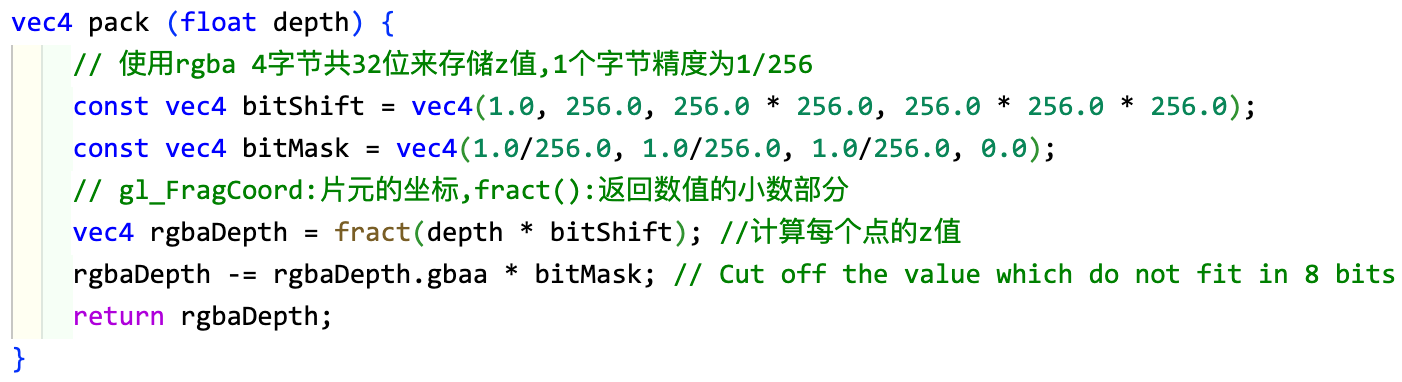 vec4 pack (float depth) {
    // 使用rgba 4字节共32位来存储z值,1个字节精度为1/256
    const vec4 bitShift = vec4(1.0, 256.0, 256.0 * 256.0, 256.0 * 256.0 * 256.0);
    const vec4 bitMask = vec4(1.0/256.0, 1.0/256.0, 1.0/256.0, 0.0);
    // gl_FragCoord:片元的坐标,fract():返回数值的小数部分
    vec4 rgbaDepth = fract(depth * bitShift); //计算每个点的z值
    rgbaDepth -= rgbaDepth.gbaa * bitMask; // Cut off the value which do not fit in 8 bits
    return rgbaDepth;
}